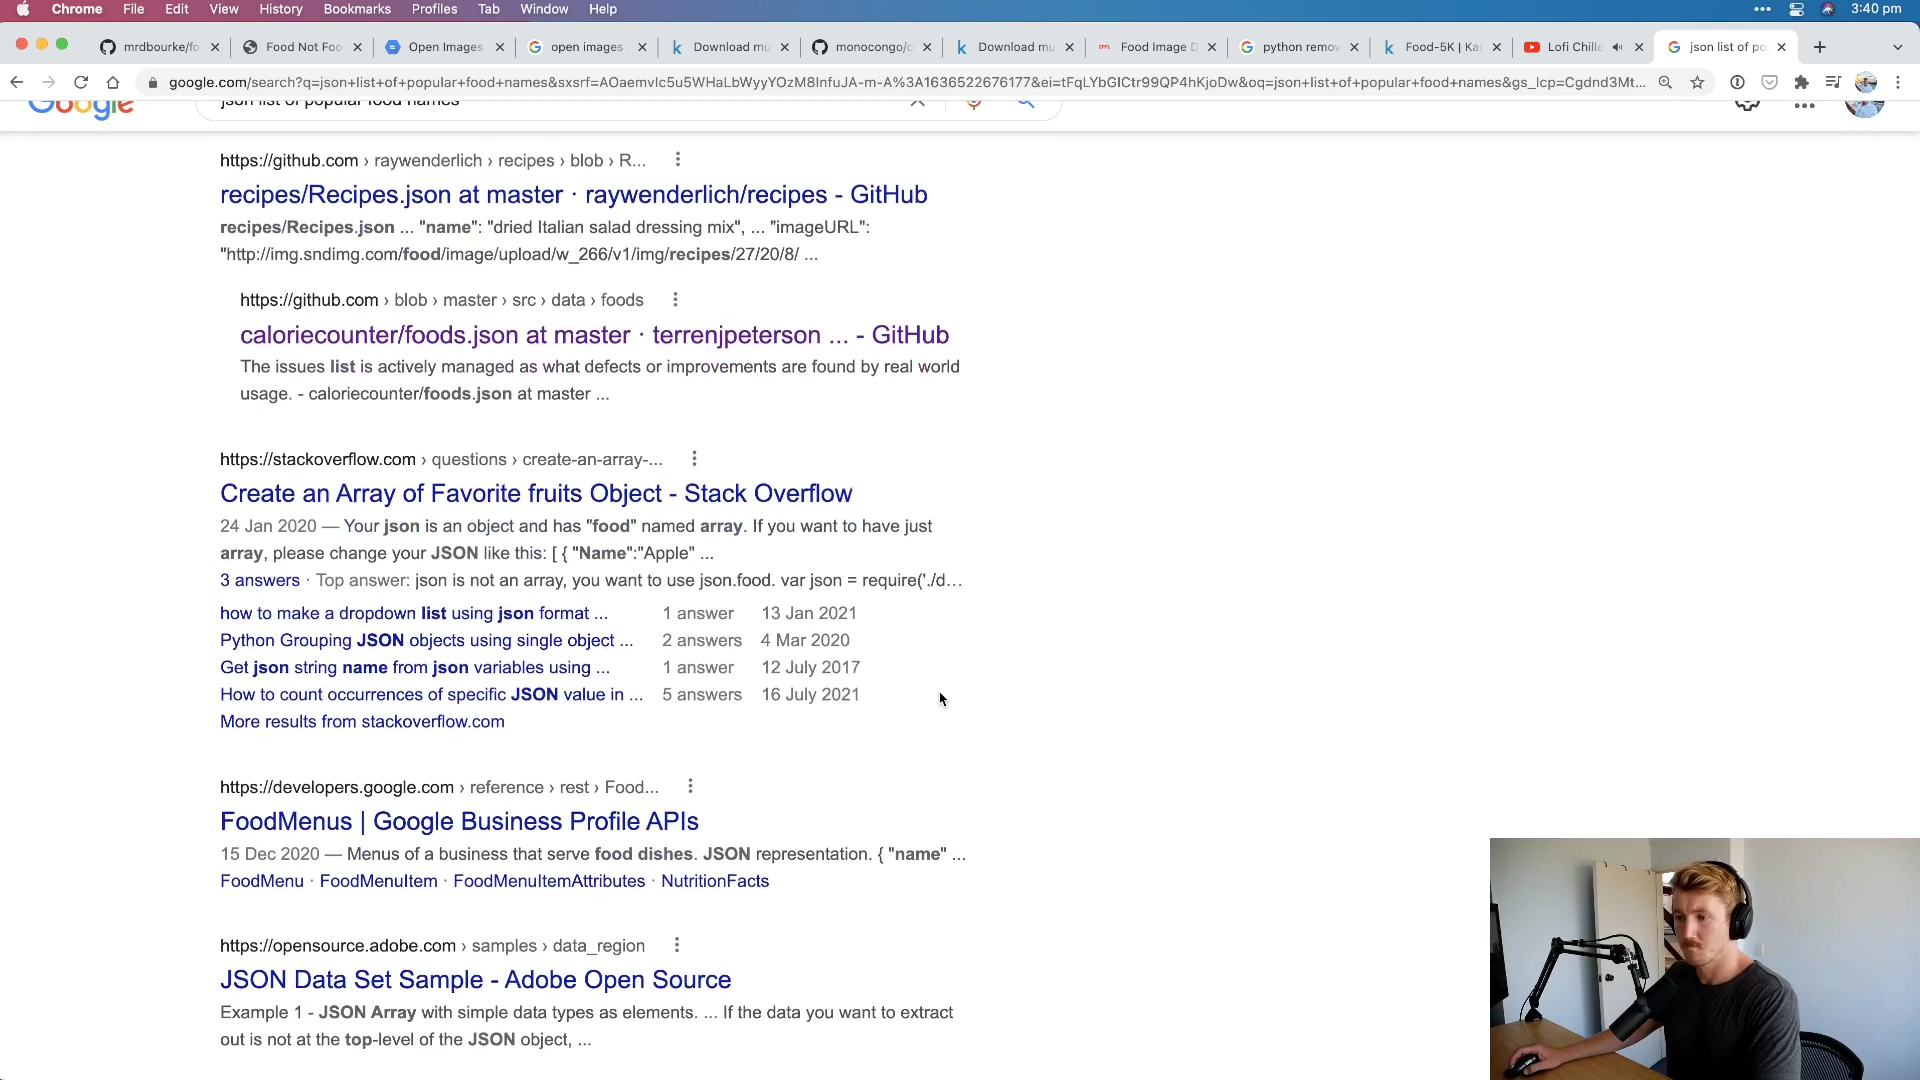 Chrome File Edit View History Bookmarks Profiles Tab Window Help 3:40 pm
mrdbourke/fo Food Not Foo Open Images open images Download mu monocongo/o Download mu Food Image D python remov Food-5K | Kag Lofi Chille json list of po
google.com/search?q=json+list+of+popular+food+names&sxsrf=AOaemvIc5u5WHaLbWyyYOzM8InfuJA-m-A%3A1636522676177&ei=tFqLYbGICtr99QP4hKjoDw&oq=json+list+of+popular+food+names&gs_lcp=Cgdnd3Mt...
Google json list of popular food names
https://github.com › raywenderlich › recipes › blob › R...
recipes/Recipes.json at master · raywenderlich/recipes - GitHub
recipes/Recipes.json ... "name": "dried Italian salad dressing mix", ... "imageURL":
"http://img.sndimg.com/food/image/upload/w_266/v1/img/recipes/27/20/8/ ...
https://github.com › blob › master › src › data › foods
caloriecounter/foods.json at master · terrenjpeterson ... - GitHub
The issues list is actively managed as what defects or improvements are found by real world
usage. - caloriecounter/foods.json at master ...
https://stackoverflow.com › questions › create-an-array-...
Create an Array of Favorite fruits Object - Stack Overflow
24 Jan 2020 — Your json is an object and has "food" named array. If you want to have just
array, please change your JSON like this: [ { "Name":"Apple" ...
3 answers · Top answer: json is not an array, you want to use json.food. var json = require('./d...
how to make a dropdown list using json format ... 1 answer 13 Jan 2021
Python Grouping JSON objects using single object ... 2 answers 4 Mar 2020
Get json string name from json variables using ... 1 answer 12 July 2017
How to count occurrences of specific JSON value in ... 5 answers 16 July 2021
More results from stackoverflow.com
https://developers.google.com › reference › rest › Food...
FoodMenus | Google Business Profile APIs
15 Dec 2020 — Menus of a business that serve food dishes. JSON representation. { "name" ...
FoodMenu · FoodMenuItem · FoodMenuItemAttributes · NutritionFacts
https://opensource.adobe.com › samples › data_region
JSON Data Set Sample - Adobe Open Source
Example 1 - JSON Array with simple data types as elements. ... If the data you want to extract
out is not at the top-level of the JSON object, ...